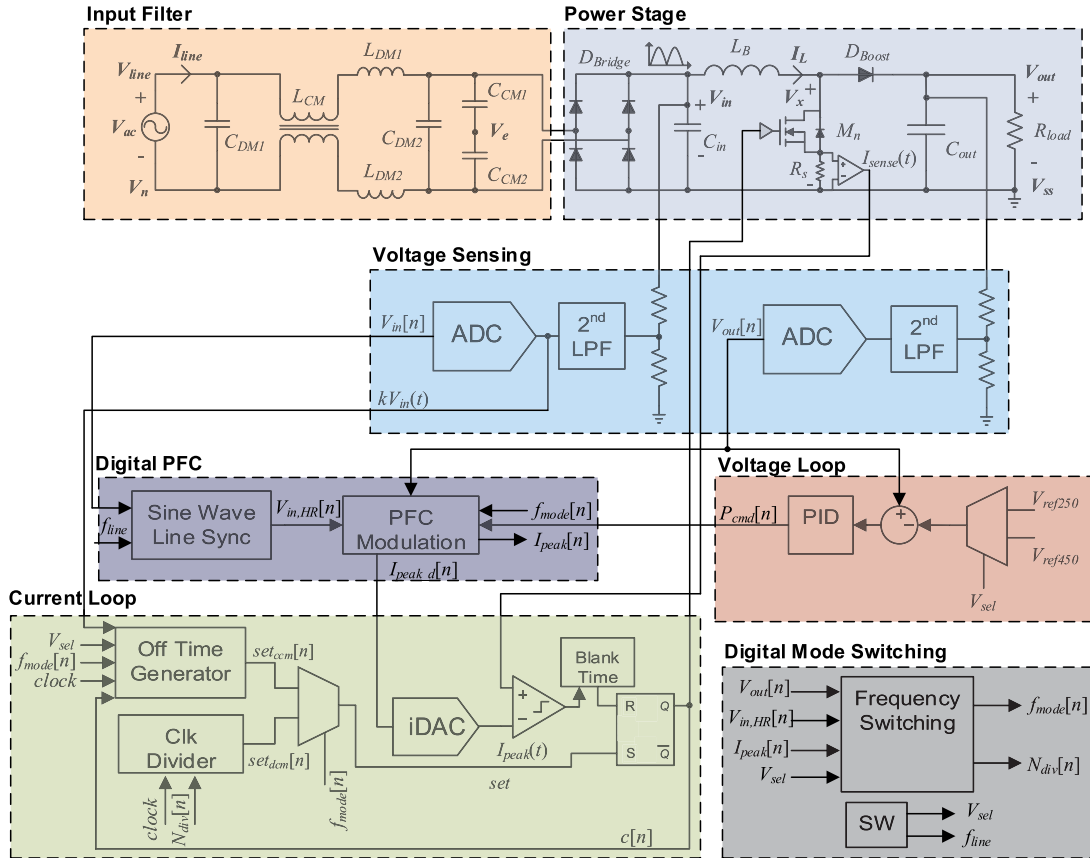 Input Filter
I_line
V_line
+
V_ac
-
V_n
C_DM1
L_CM
L_DM1
L_DM2
C_DM2
C_CM1
V_e
C_CM2
Power Stage
D_Bridge
L_B
I_L
D_Boost
V_out
+
V_in
+
C_in
-
V_x
+
M_n
R_s
-
+
-
I_sense(t)
C_out
R_load
-
V_ss
Voltage Sensing
V_in[n]
ADC
2nd
LPF
kV_in(t)
V_out[n]
ADC
2nd
LPF
Digital PFC
f_line
Sine Wave
Line Sync
V_in,HR[n]
PFC
Modulation
f_mode[n]
I_peak[n]
I_peak_d[n]
Voltage Loop
P_cmd[n]
PID
+
-
V_ref250
V_ref450
V_sel
Current Loop
V_sel
f_mode[n]
clock
Off Time
Generator
set_ccm[n]
Clk
Divider
set_dcm[n]
clock
N_div[n]
f_mode[n]
iDAC
+
-
I_peak(t)
Blank
Time
R
Q
S
Q̅
set
c[n]
Digital Mode Switching
V_out[n]
V_in,HR[n]
I_peak[n]
V_sel
Frequency
Switching
f_mode[n]
N_div[n]
SW
V_sel
f_line